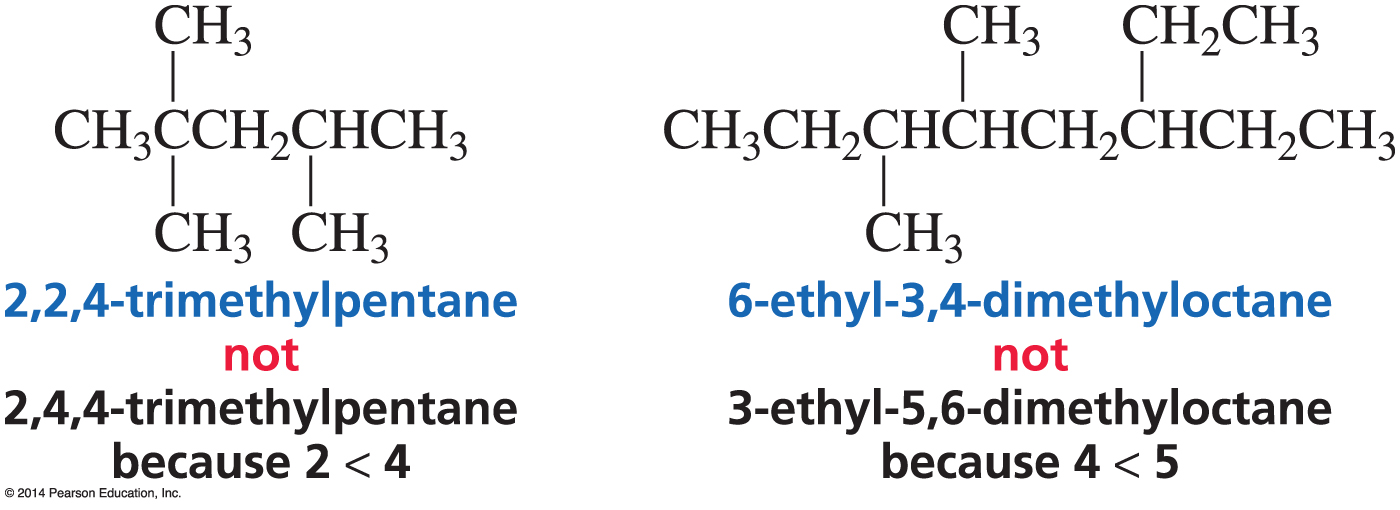 CH₃ CH₃ CH₂CH₃
CH₃CCH₂CHCH₃ CH₃CH₂CHCHCH₂CHCH₂CH₃
CH₃ CH₃ CH₃
2,2,4-trimethylpentane 6-ethyl-3,4-dimethyloctane
not not
2,4,4-trimethylpentane 3-ethyl-5,6-dimethyloctane
because 2 < 4 because 4 < 5
© 2014 Pearson Education, Inc.